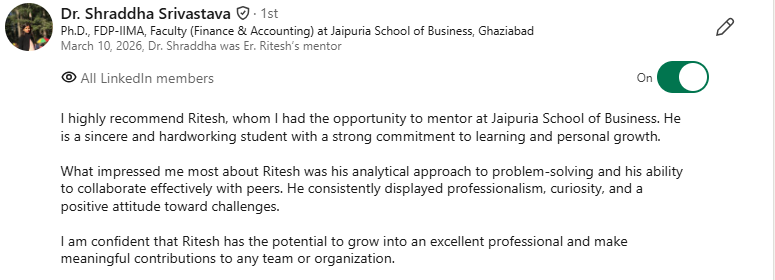 Dr. Shraddha Srivastava · 1st
Ph.D., FDP-IIMA, Faculty (Finance & Accounting) at Jaipuria School of Business, Ghaziabad
March 10, 2026, Dr. Shraddha was Er. Ritesh's mentor
All LinkedIn members
On
I highly recommend Ritesh, whom I had the opportunity to mentor at Jaipuria School of Business. He
is a sincere and hardworking student with a strong commitment to learning and personal growth.
What impressed me most about Ritesh was his analytical approach to problem-solving and his ability
to collaborate effectively with peers. He consistently displayed professionalism, curiosity, and a
positive attitude toward challenges.
I am confident that Ritesh has the potential to grow into an excellent professional and make
meaningful contributions to any team or organization.